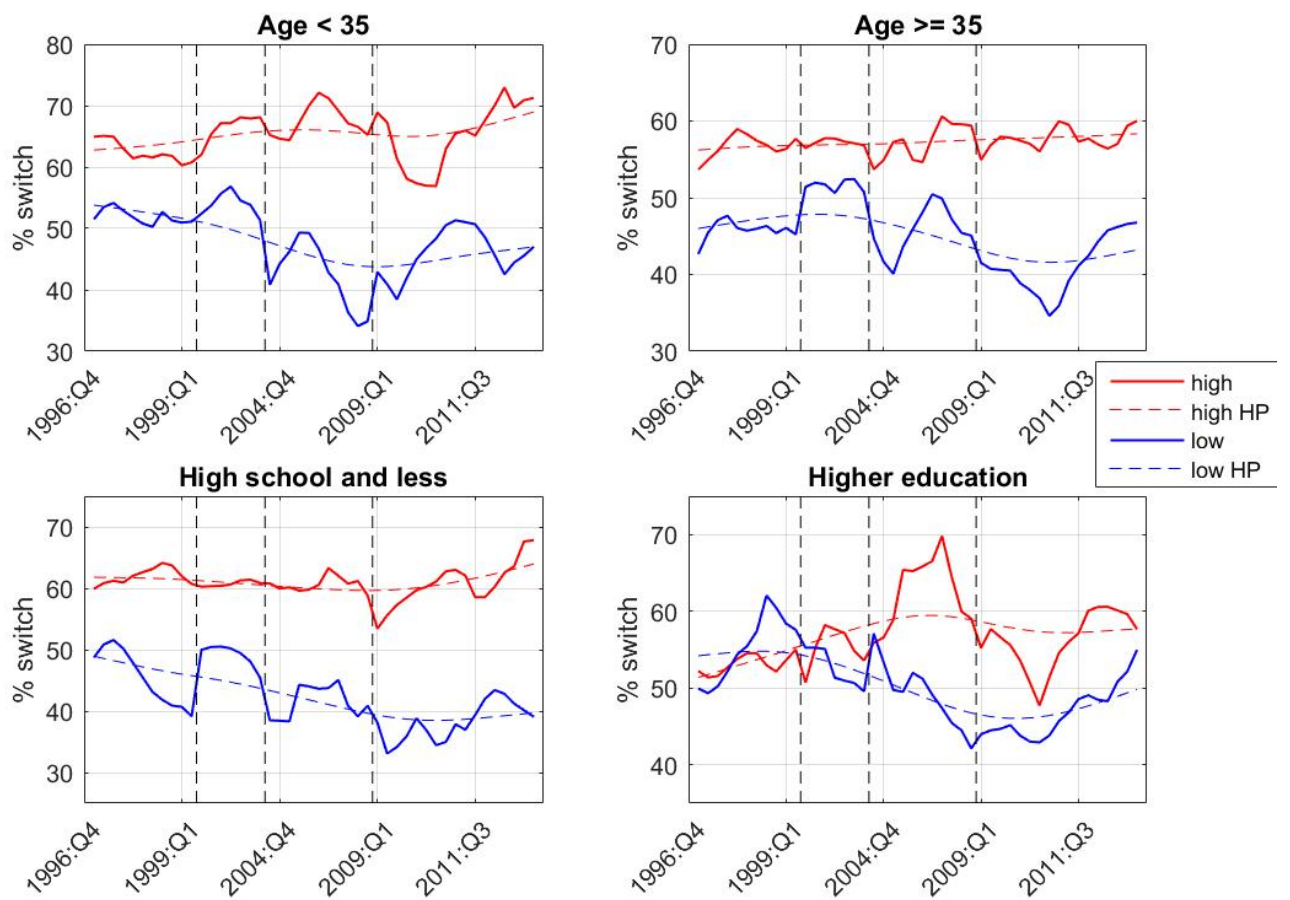 Age < 35
80
70
60
50
40
30
% switch
1996:Q4
1999:Q1
2004:Q4
2009:Q1
2011:Q3
Age >= 35
70
60
50
40
30
% switch
1996:Q4
1999:Q1
2004:Q4
2009:Q1
2011:Q3
high
high HP
low
low HP
High school and less
70
60
50
40
30
% switch
1996:Q4
1999:Q1
2004:Q4
2009:Q1
2011:Q3
Higher education
70
60
50
40
% switch
1996:Q4
1999:Q1
2004:Q4
2009:Q1
2011:Q3